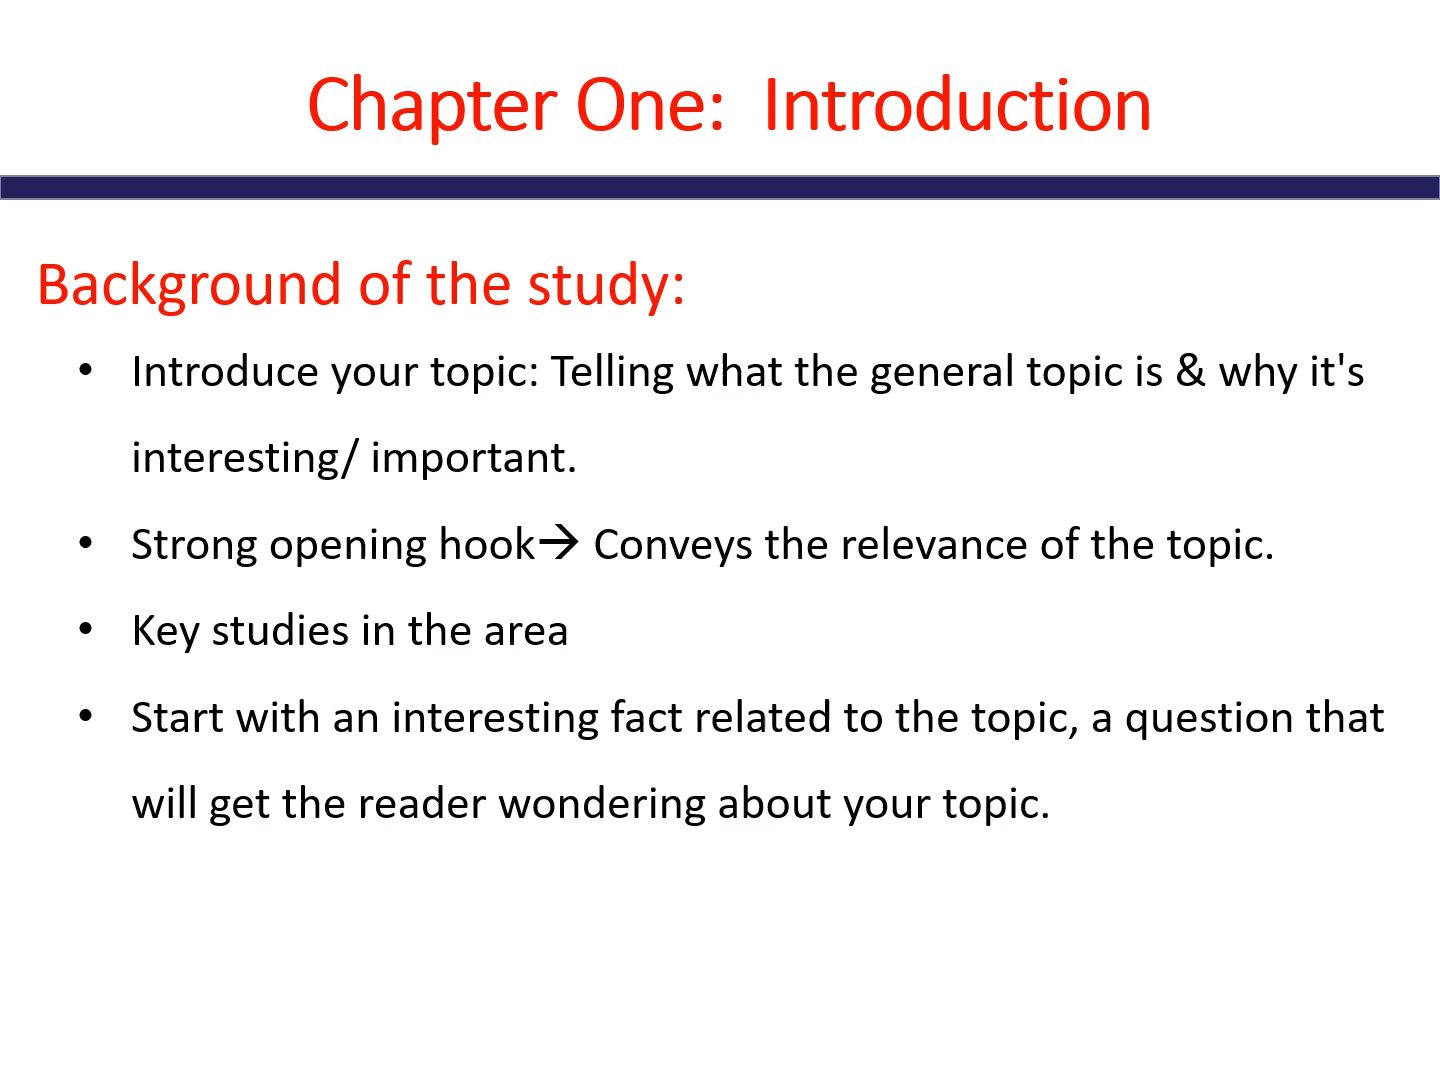 Chapter One:  Introduction
Background of the study:
• Introduce your topic: Telling what the general topic is & why it's
interesting/ important.
• Strong opening hook→ Conveys the relevance of the topic.
• Key studies in the area
• Start with an interesting fact related to the topic, a question that
will get the reader wondering about your topic.